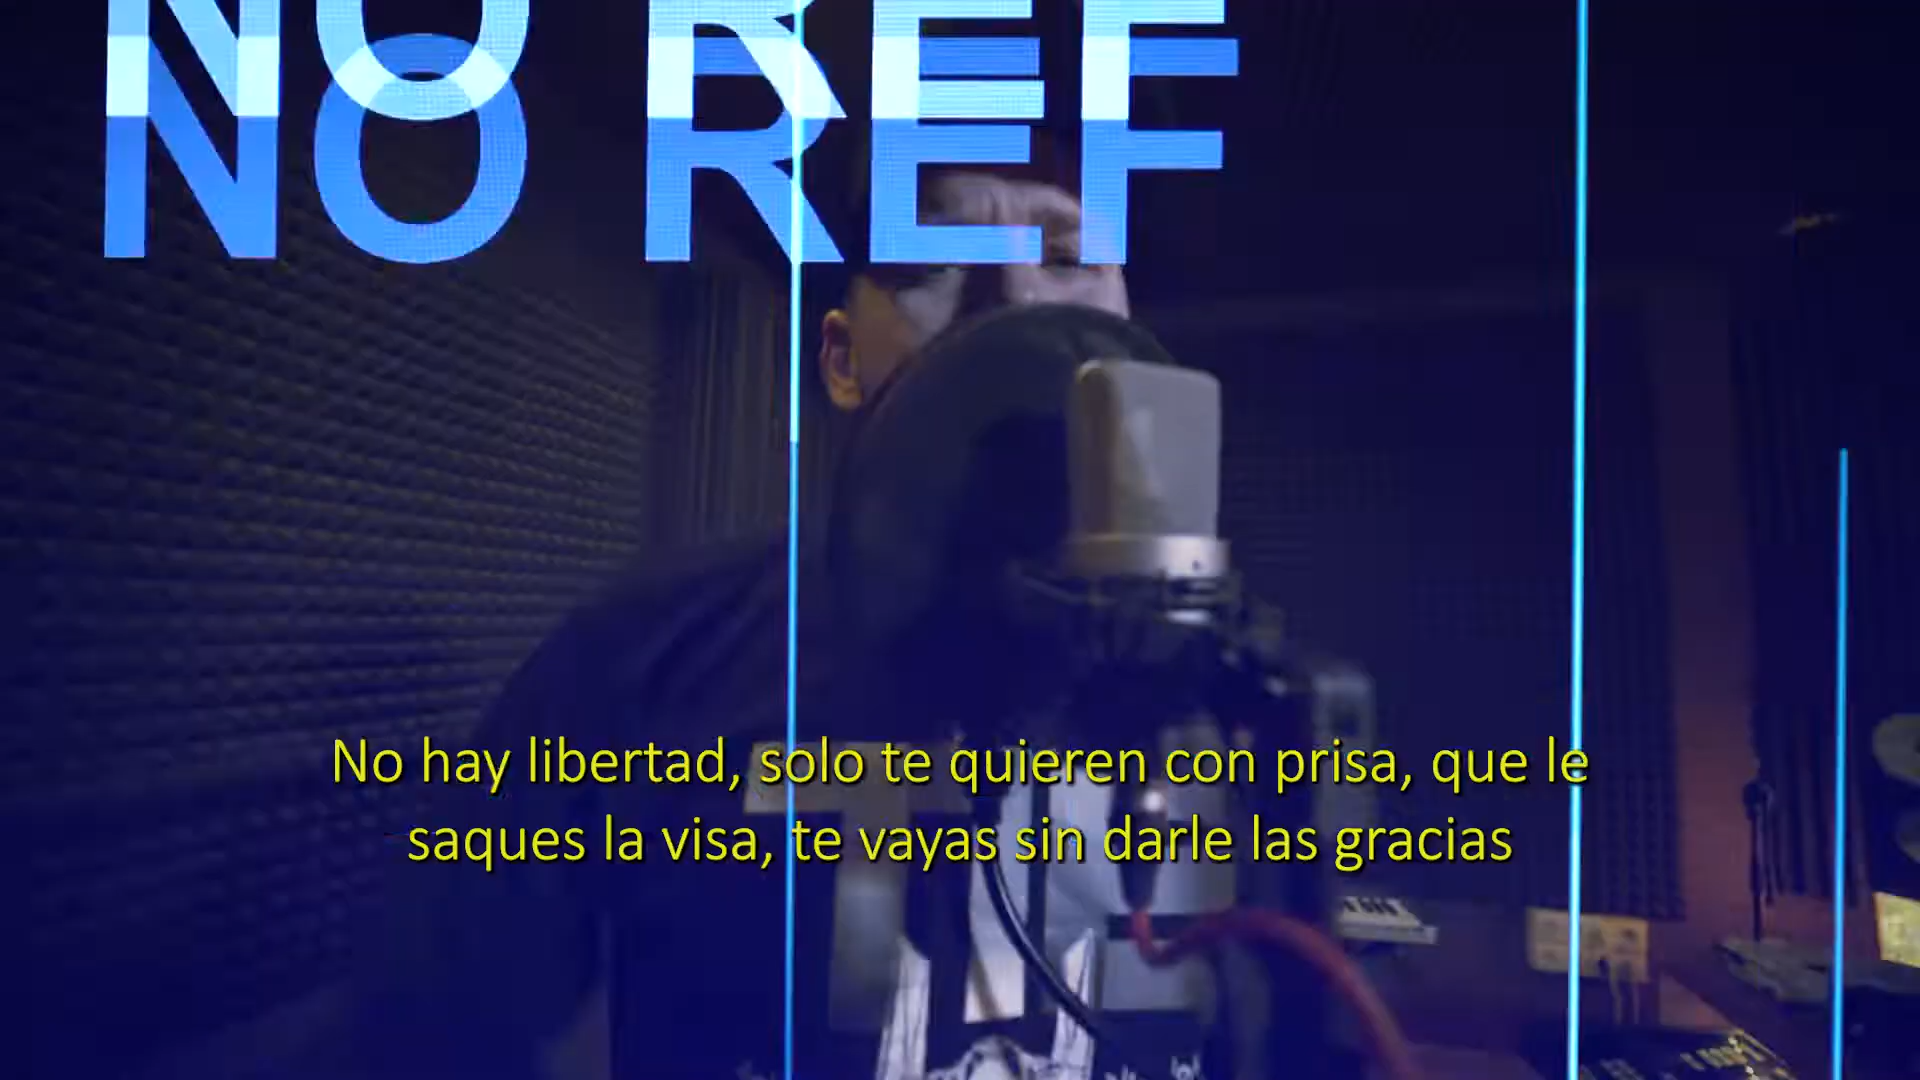 NO REF
NO REF
No hay libertad, solo te quieren con prisa, que le
saques la visa, te vayas sin darle las gracias